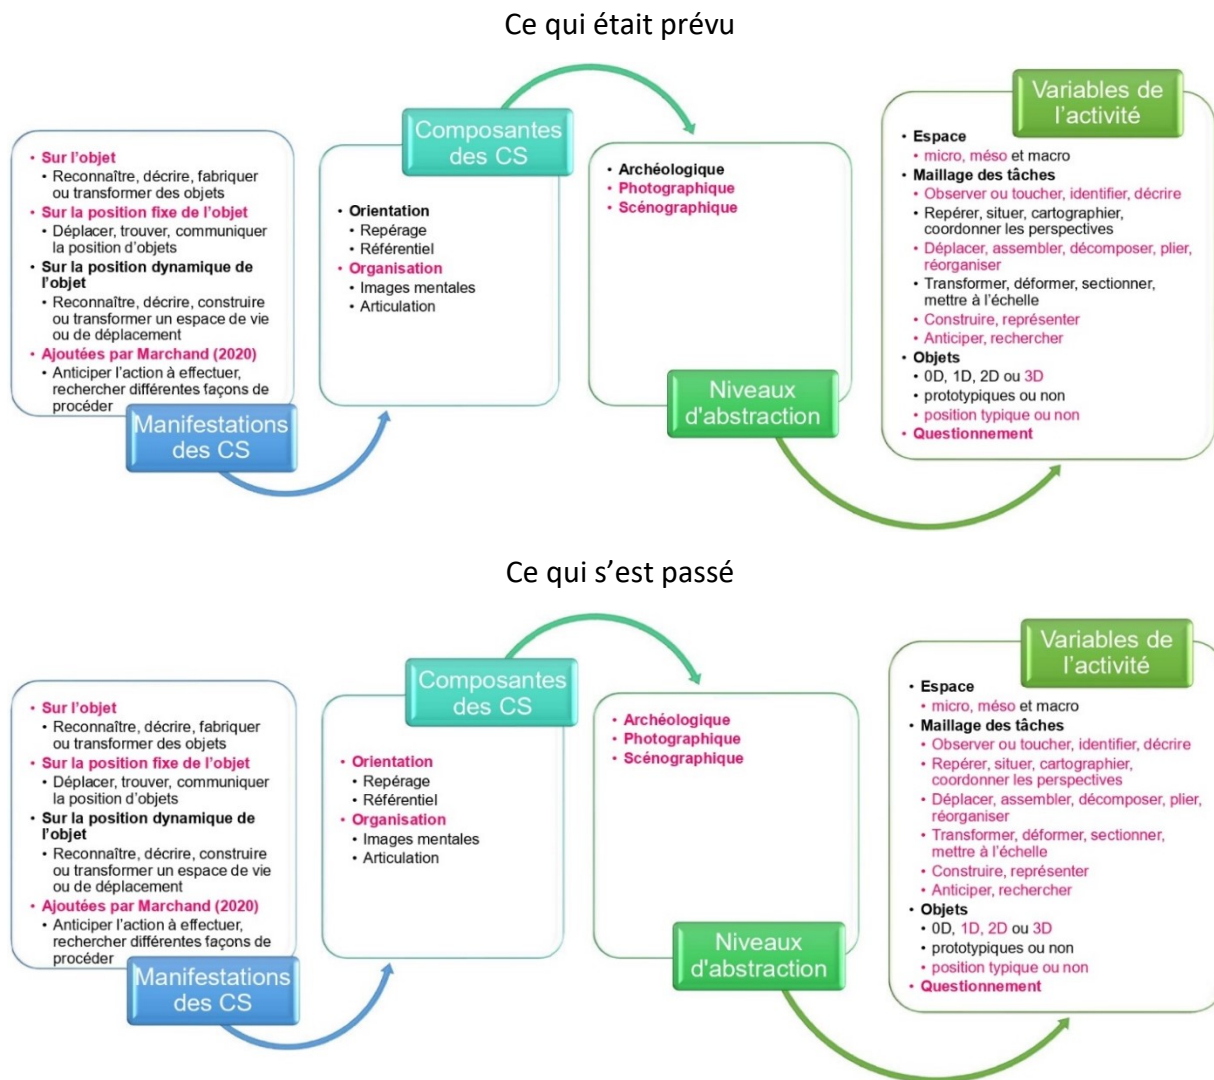 Ce qui était prévu
• Sur l'objet
• Reconnaître, décrire, fabriquer
ou transformer des objets
• Sur la position fixe de l'objet
• Déplacer, trouver, communiquer
la position d'objets
• Sur la position dynamique de
l'objet
• Reconnaître, décrire, construire
ou transformer un espace de vie
ou de déplacement
• Ajoutées par Marchand (2020)
• Anticiper l'action à effectuer,
rechercher différentes façons de
procéder
Manifestations
des CS
Composantes
des CS
• Orientation
• Repérage
• Référentiel
• Organisation
• Images mentales
• Articulation
• Archéologique
• Photographique
• Scénographique
Niveaux
d'abstraction
Variables de
l'activité
• Espace
• micro, méso et macro
• Maillage des tâches
• Observer ou toucher, identifier, décrire
• Repérer, situer, cartographier,
coordonner les perspectives
• Déplacer, assembler, décomposer, plier,
réorganiser
• Transformer, déformer, sectionner,
mettre à l'échelle
• Construire, représenter
• Anticiper, rechercher
• Objets
• 0D, 1D, 2D ou 3D
• prototypiques ou non
• position typique ou non
• Questionnement
Ce qui s'est passé
• Sur l'objet
• Reconnaître, décrire, fabriquer
ou transformer des objets
• Sur la position fixe de l'objet
• Déplacer, trouver, communiquer
la position d'objets
• Sur la position dynamique de
l'objet
• Reconnaître, décrire, construire
ou transformer un espace de vie
ou de déplacement
• Ajoutées par Marchand (2020)
• Anticiper l'action à effectuer,
rechercher différentes façons de
procéder
Manifestations
des CS
Composantes
des CS
• Orientation
• Repérage
• Référentiel
• Organisation
• Images mentales
• Articulation
• Archéologique
• Photographique
• Scénographique
Niveaux
d'abstraction
Variables de
l'activité
• Espace
• micro, méso et macro
• Maillage des tâches
• Observer ou toucher, identifier, décrire
• Repérer, situer, cartographier,
coordonner les perspectives
• Déplacer, assembler, décomposer, plier,
réorganiser
• Transformer, déformer, sectionner,
mettre à l'échelle
• Construire, représenter
• Anticiper, rechercher
• Objets
• 0D, 1D, 2D ou 3D
• prototypiques ou non
• position typique ou non
• Questionnement